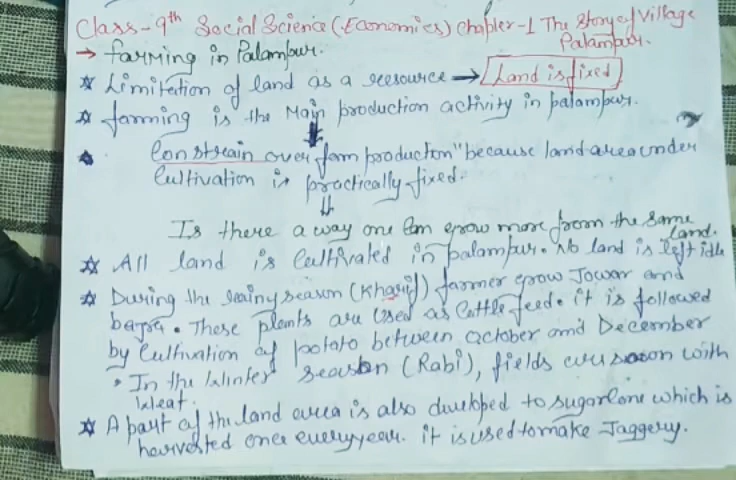 Class-9th Social Science (Economics) Chapter-1 The Story of Village
Palampur.
→ farming in Palampur.
☆ Limitation of land as a resource → Land is fixed
☆ farming is the Main production activity in palampur.
Constrain over farm production" because land area under
Cultivation is practically fixed.
Is there a way one Can grow more from the same
land.
☆ All land is Cultivated in palampur. No land is left idle
☆ During the rainy season (Kharif) farmer grow Jowar and
bajra. These plants are Used as Cattle feed. it is followed
by Cultivation of potato between October and December
• In the Winter season (Rabi), fields are sown with
Wheat.
☆ A part of the land area is also dveloped to sugarcane which is
harvested once every year. it is used to make Jaggery.